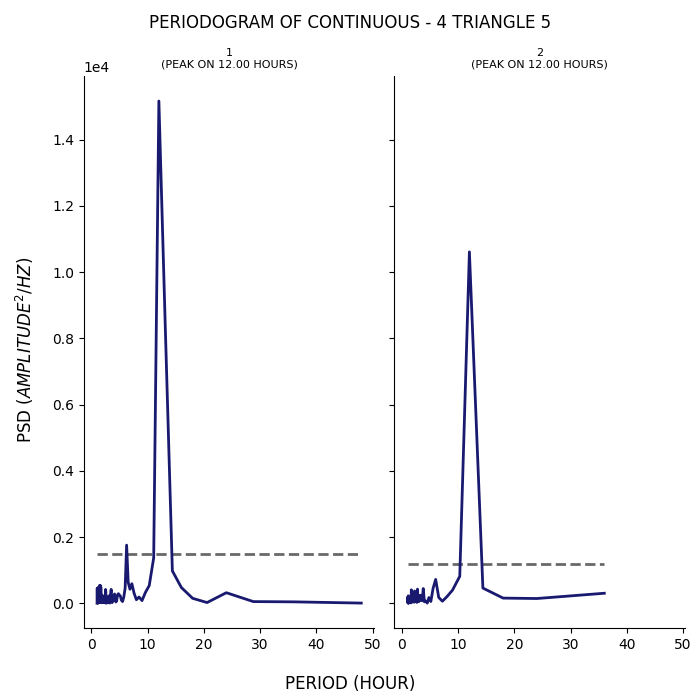 PERIODOGRAM OF CONTINUOUS - 4 TRIANGLE 5
1
(PEAK ON 12.00 HOURS)
2
(PEAK ON 12.00 HOURS)
1e4
1.4
1.2
1.0
0.8
0.6
0.4
0.2
0.0
PSD (AMPLITUDE²/HZ)
0 10 20 30 40 50
0 10 20 30 40 50
PERIOD (HOUR)